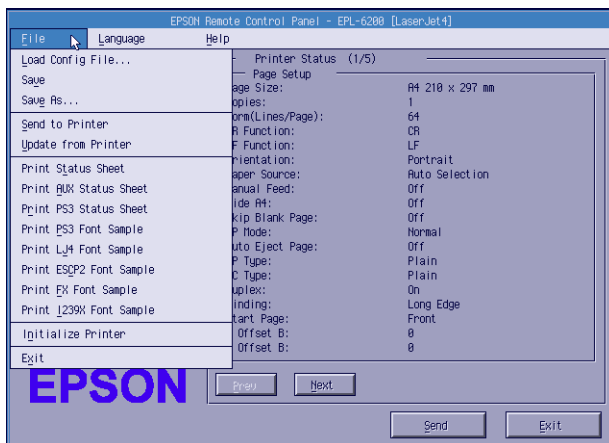 EPSON Remote Control Panel - EPL-6200 [LaserJet4]
File Language Help
Load Config File...
Save
Save As...
Send to Printer
Update from Printer
Print Status Sheet
Print AUX Status Sheet
Print PS3 Status Sheet
Print PS3 Font Sample
Print LJ4 Font Sample
Print ESCP2 Font Sample
Print FX Font Sample
Print I239X Font Sample
Initialize Printer
Exit
Printer Status (1/5)
Page Setup
age Size: A4 210 x 297 mm
opies: 1
orm(Lines/Page): 64
R Function: CR
F Function: LF
rientation: Portrait
aper Source: Auto Selection
anual Feed: Off
ide A4: Off
kip Blank Page: Off
P Mode: Normal
uto Eject Page: Off
P Type: Plain
C Type: Plain
uplex: On
inding: Long Edge
tart Page: Front
Offset B: 0
Offset B: 0
EPSON
Prev Next
Send Exit